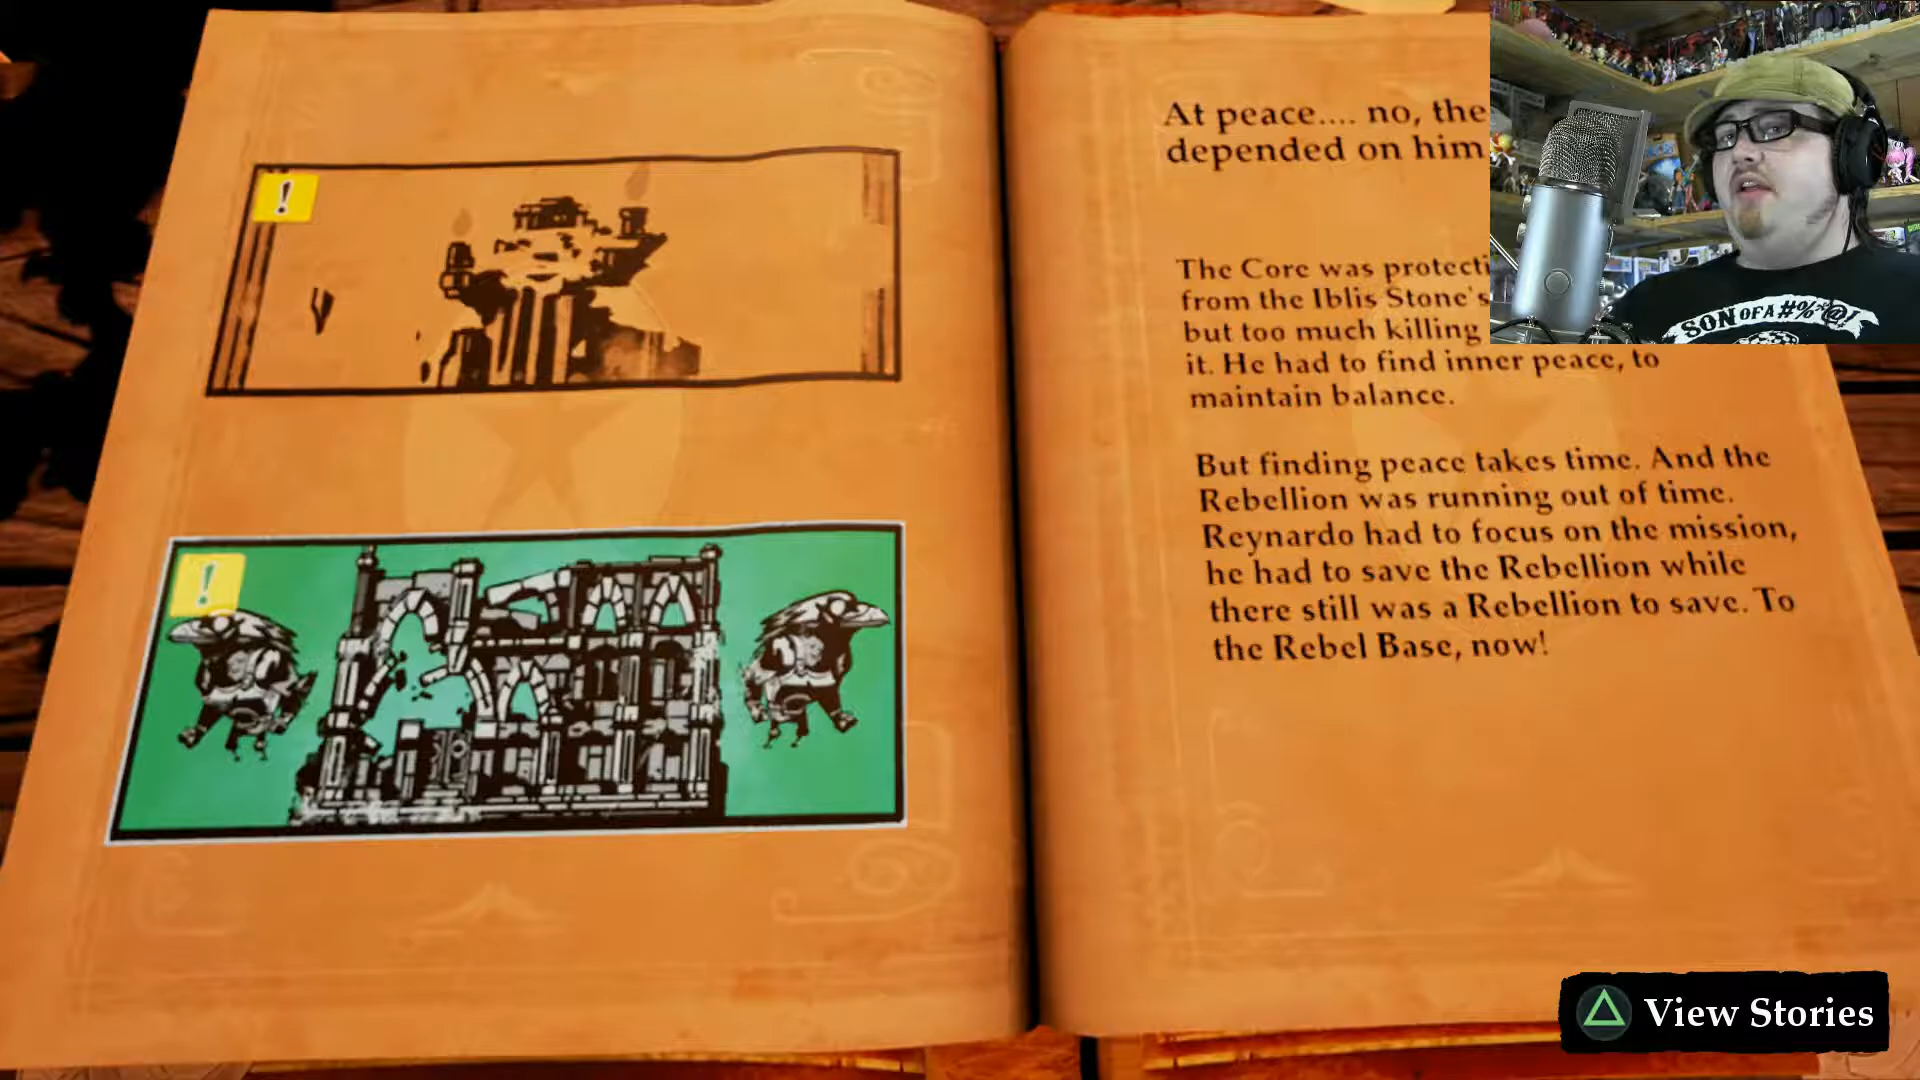 !
!
At peace.... no, the
depended on him
The Core was protecti
from the Iblis Stone's
but too much killing
it. He had to find inner peace, to
maintain balance.
But finding peace takes time. And the
Rebellion was running out of time.
Reynardo had to focus on the mission,
he had to save the Rebellion while
there still was a Rebellion to save. To
the Rebel Base, now!
SON OF A #%*@!
View Stories